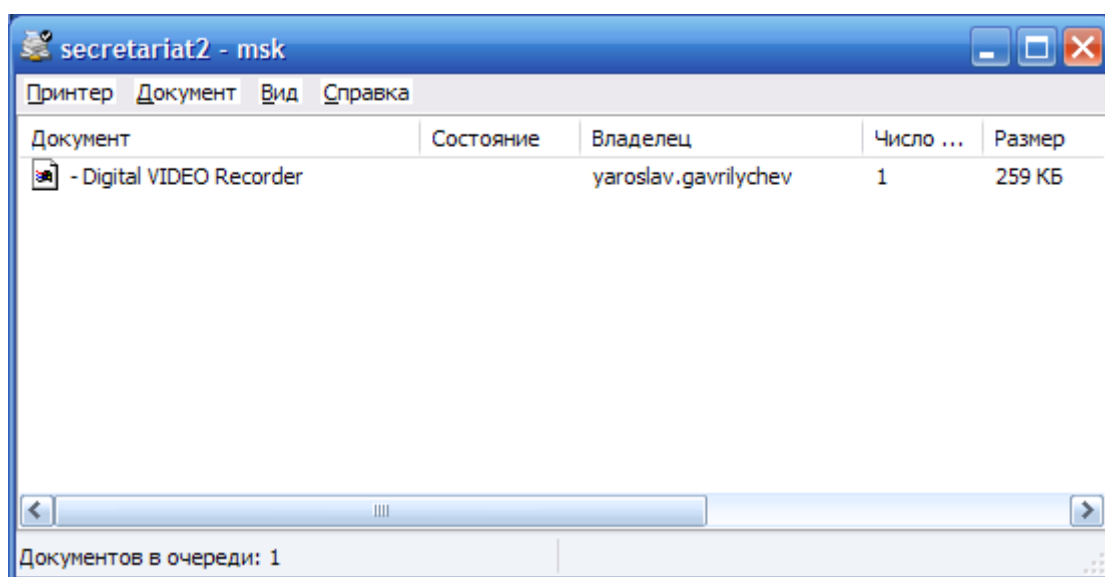 secretariat2 - msk
Принтер Документ Вид Справка
Документ Состояние Владелец Число ... Размер
- Digital VIDEO Recorder yaroslav.gavrilychev 1 259 КБ
Документов в очереди: 1